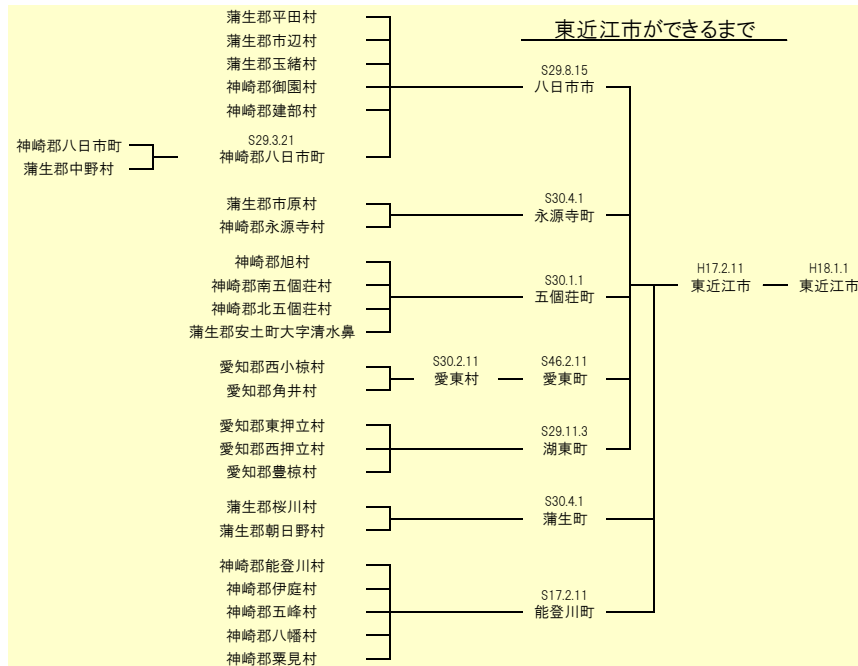 東近江市ができるまで
蒲生郡平田村
蒲生郡市辺村
蒲生郡玉緒村
神崎郡御園村
神崎郡建部村
神崎郡八日市町
蒲生郡中野村
S29.3.21
神崎郡八日市町
S29.8.15
八日市市
蒲生郡市原村
神崎郡永源寺村
S30.4.1
永源寺町
神崎郡旭村
神崎郡南五個荘村
神崎郡北五個荘村
蒲生郡安土町大字清水鼻
S30.1.1
五個荘町
愛知郡西小椋村
愛知郡角井村
S30.2.11
愛東村
S46.2.11
愛東町
愛知郡東押立村
愛知郡西押立村
愛知郡豊椋村
S29.11.3
湖東町
蒲生郡桜川村
蒲生郡朝日野村
S30.4.1
蒲生町
神崎郡能登川村
神崎郡伊庭村
神崎郡五峰村
神崎郡八幡村
神崎郡栗見村
S17.2.11
能登川町
H17.2.11
東近江市
H18.1.1
東近江市